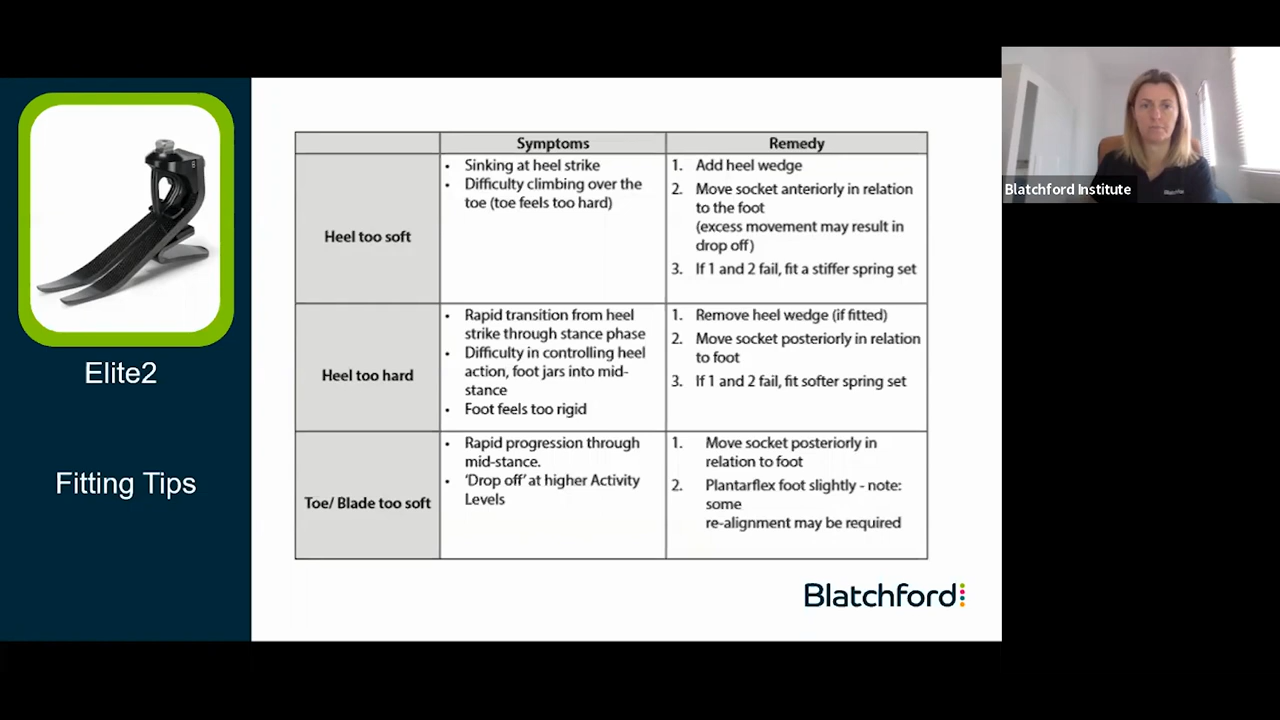 Elite2
Fitting Tips
Symptoms
Remedy
Heel too soft
• Sinking at heel strike
• Difficulty climbing over the
toe (toe feels too hard)
1. Add heel wedge
2. Move socket anteriorly in relation
to the foot
(excess movement may result in
drop off)
3. If 1 and 2 fail, fit a stiffer spring set
Heel too hard
• Rapid transition from heel
strike through stance phase
• Difficulty in controlling heel
action, foot jars into mid-
stance
• Foot feels too rigid
1. Remove heel wedge (if fitted)
2. Move socket posteriorly in relation
to foot
3. If 1 and 2 fail, fit softer spring set
Toe/ Blade too soft
• Rapid progression through
mid-stance.
• ‘Drop off’ at higher Activity
Levels
1. Move socket posteriorly in
relation to foot
2. Plantarflex foot slightly - note:
some
re-alignment may be required
Blatchford
Blatchford Institute